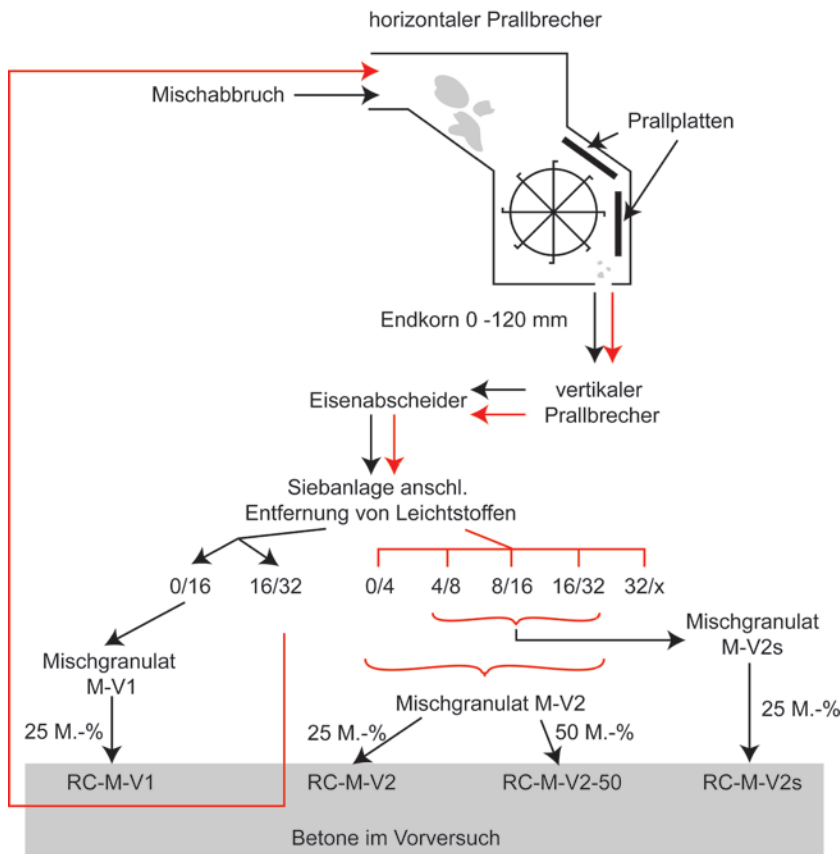 horizontaler Prallbrecher
Mischabbruch
Prallplatten
Endkorn 0 -120 mm
vertikaler
Prallbrecher
Eisenabscheider
Siebanlage anschl.
Entfernung von Leichtstoffen
0/16
16/32
0/4
4/8
8/16
16/32
32/x
Mischgranulat
M-V2s
Mischgranulat
M-V1
Mischgranulat M-V2
25 M.-%
25 M.-%
50 M.-%
25 M.-%
RC-M-V1
RC-M-V2
RC-M-V2-50
RC-M-V2s
Betone im Vorversuch